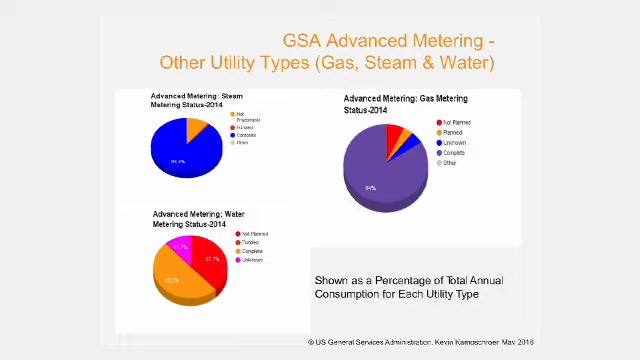 GSA Advanced Metering -
Other Utility Types (Gas, Steam & Water)
Advanced Metering: Steam
Metering Status-2014
Not
Funded
Complete
Other
Advanced Metering: Gas Metering
Status-2014
Not Planned
Planned
Unknown
Complete
Other
84%
Advanced Metering: Water
Metering Status-2014
Not Planned
Funded
Complete
Unknown
37.7%
Shown as a Percentage of Total Annual
Consumption for Each Utility Type
© US General Services Administration, Kevin Kampschroer May 2016